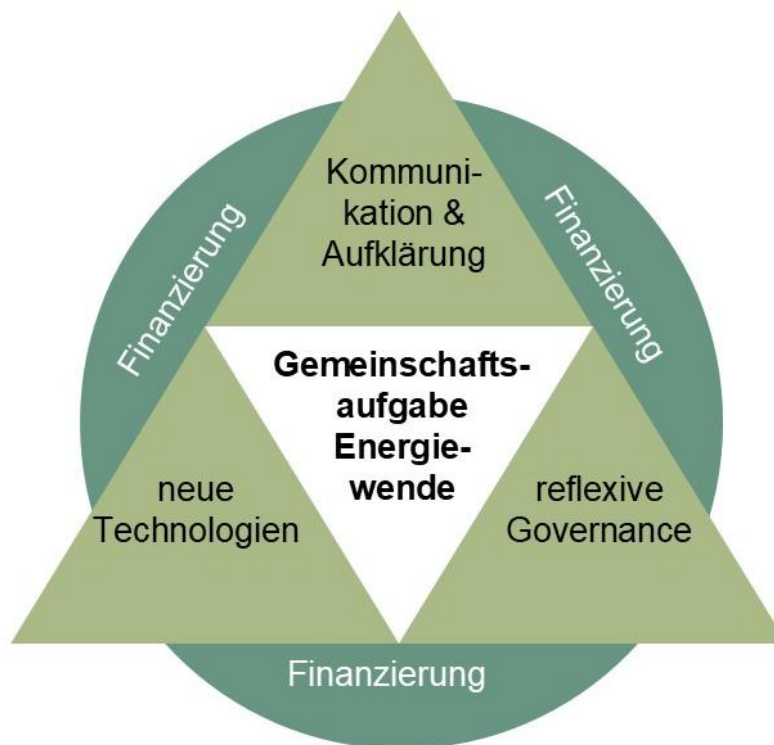 Kommuni-
kation &
Aufklärung
Finanzierung
Finanzierung
Gemeinschafts-
aufgabe
Energie-
wende
neue
Technologien
reflexive
Governance
Finanzierung